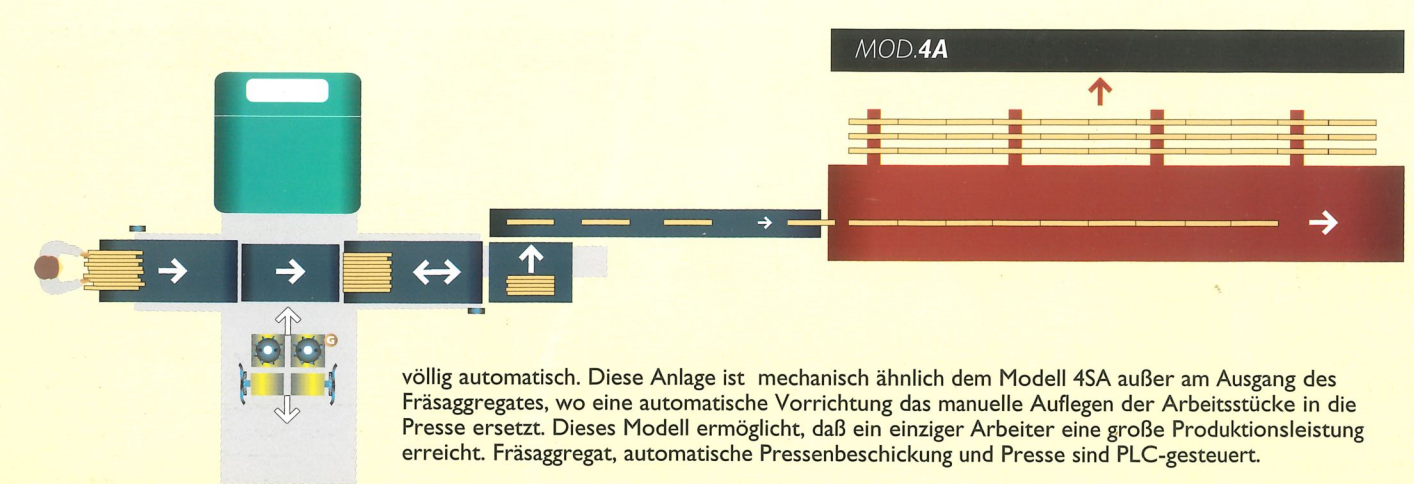 MOD.4A
G
völlig automatisch. Diese Anlage ist mechanisch ähnlich dem Modell 4SA außer am Ausgang des
Fräsaggregates, wo eine automatische Vorrichtung das manuelle Auflegen der Arbeitsstücke in die
Presse ersetzt. Dieses Modell ermöglicht, daß ein einziger Arbeiter eine große Produktionsleistung
erreicht. Fräsaggregat, automatische Pressenbeschickung und Presse sind PLC-gesteuert.